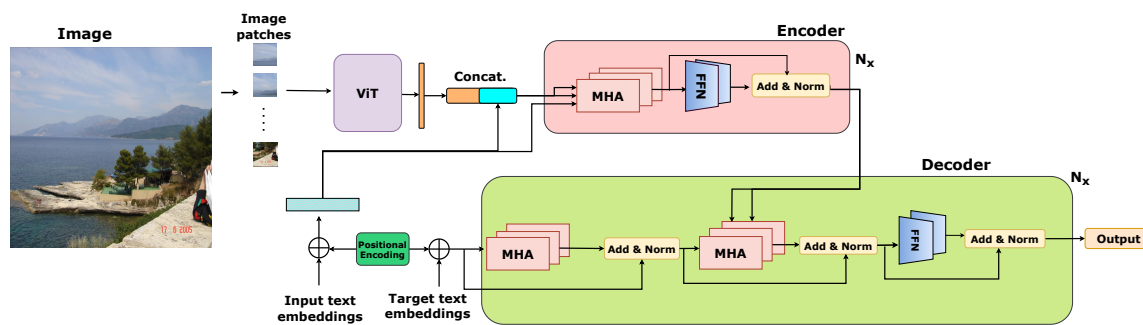 Image
Image
patches
ViT
Concat.
Encoder
Nx
MHA
FFN
Add & Norm
17 6 2005
Decoder
Nx
Positional
Encoding
MHA
Add & Norm
MHA
Add & Norm
FFN
Add & Norm
Output
Input text
embeddings
Target text
embeddings